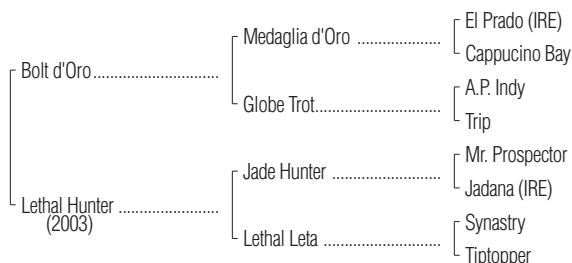 El Prado (IRE)
Medaglia d'Oro ......................
Cappucino Bay
Bolt d'Oro.................................
A.P. Indy
Globe Trot.................................
Trip
Mr. Prospector
Jade Hunter .............................
Jadana (IRE)
Lethal Hunter ..........................
(2003)
Synastry
Lethal Leta ...............................
Tiptopper